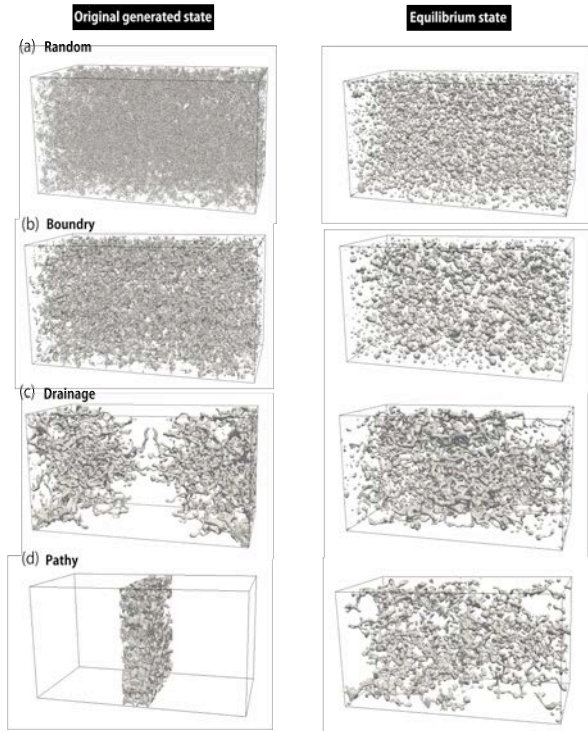 Original generated state
Equilibrium state
(a) Random
(b) Boundry
(c) Drainage
(d) Pathy